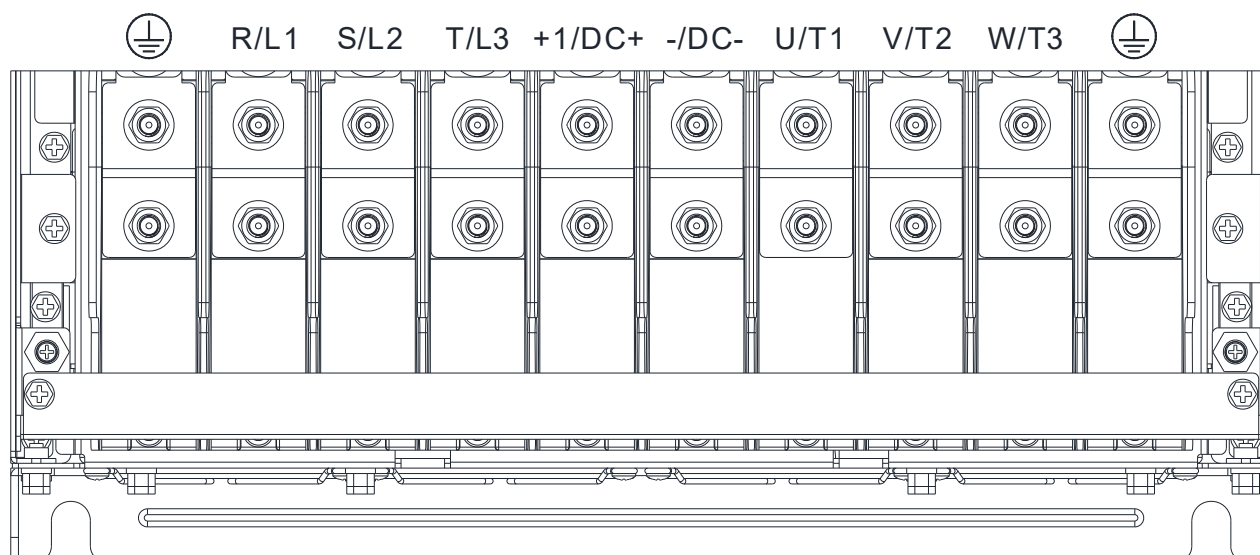 R/L1 S/L2 T/L3 +1/DC+ -/DC- U/T1 V/T2 W/T3